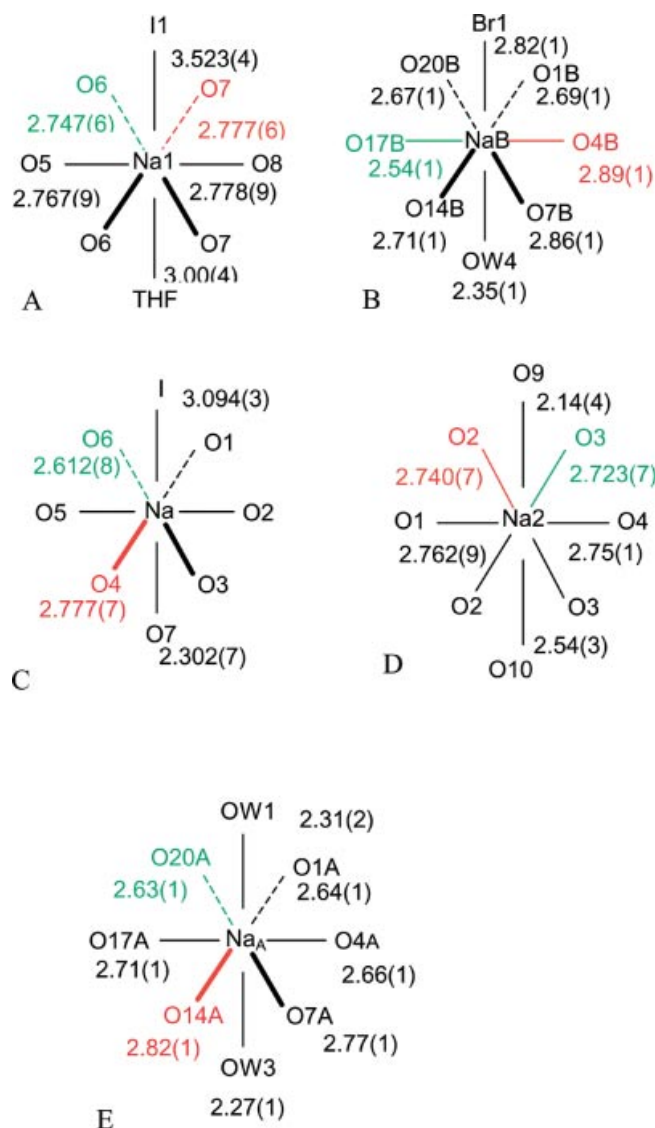 I1
3.523(4)
O6 O7
2.747(6) 2.777(6)
O5 Na1 O8
2.767(9) 2.778(9)
O6 O7
3.00(4)
THF
A
Br1
2.82(1)
O20B O1B
2.67(1) 2.69(1)
O17B NaB O4B
2.54(1) 2.89(1)
O14B O7B
2.71(1) 2.86(1)
OW4
2.35(1)
B
I
3.094(3)
O6 O1
2.612(8)
O5 Na O2
O4 O3
2.777(7)
O7
2.302(7)
C
O9
2.14(4)
O2 O3
2.740(7) 2.723(7)
O1 Na2 O4
2.762(9) 2.75(1)
O2 O3
2.54(3)
O10
D
OW1
2.31(2)
O20A O1A
2.63(1) 2.64(1)
O17A NaA O4A
2.71(1) 2.66(1)
O14A O7A
2.82(1) 2.77(1)
OW3
2.27(1)
E